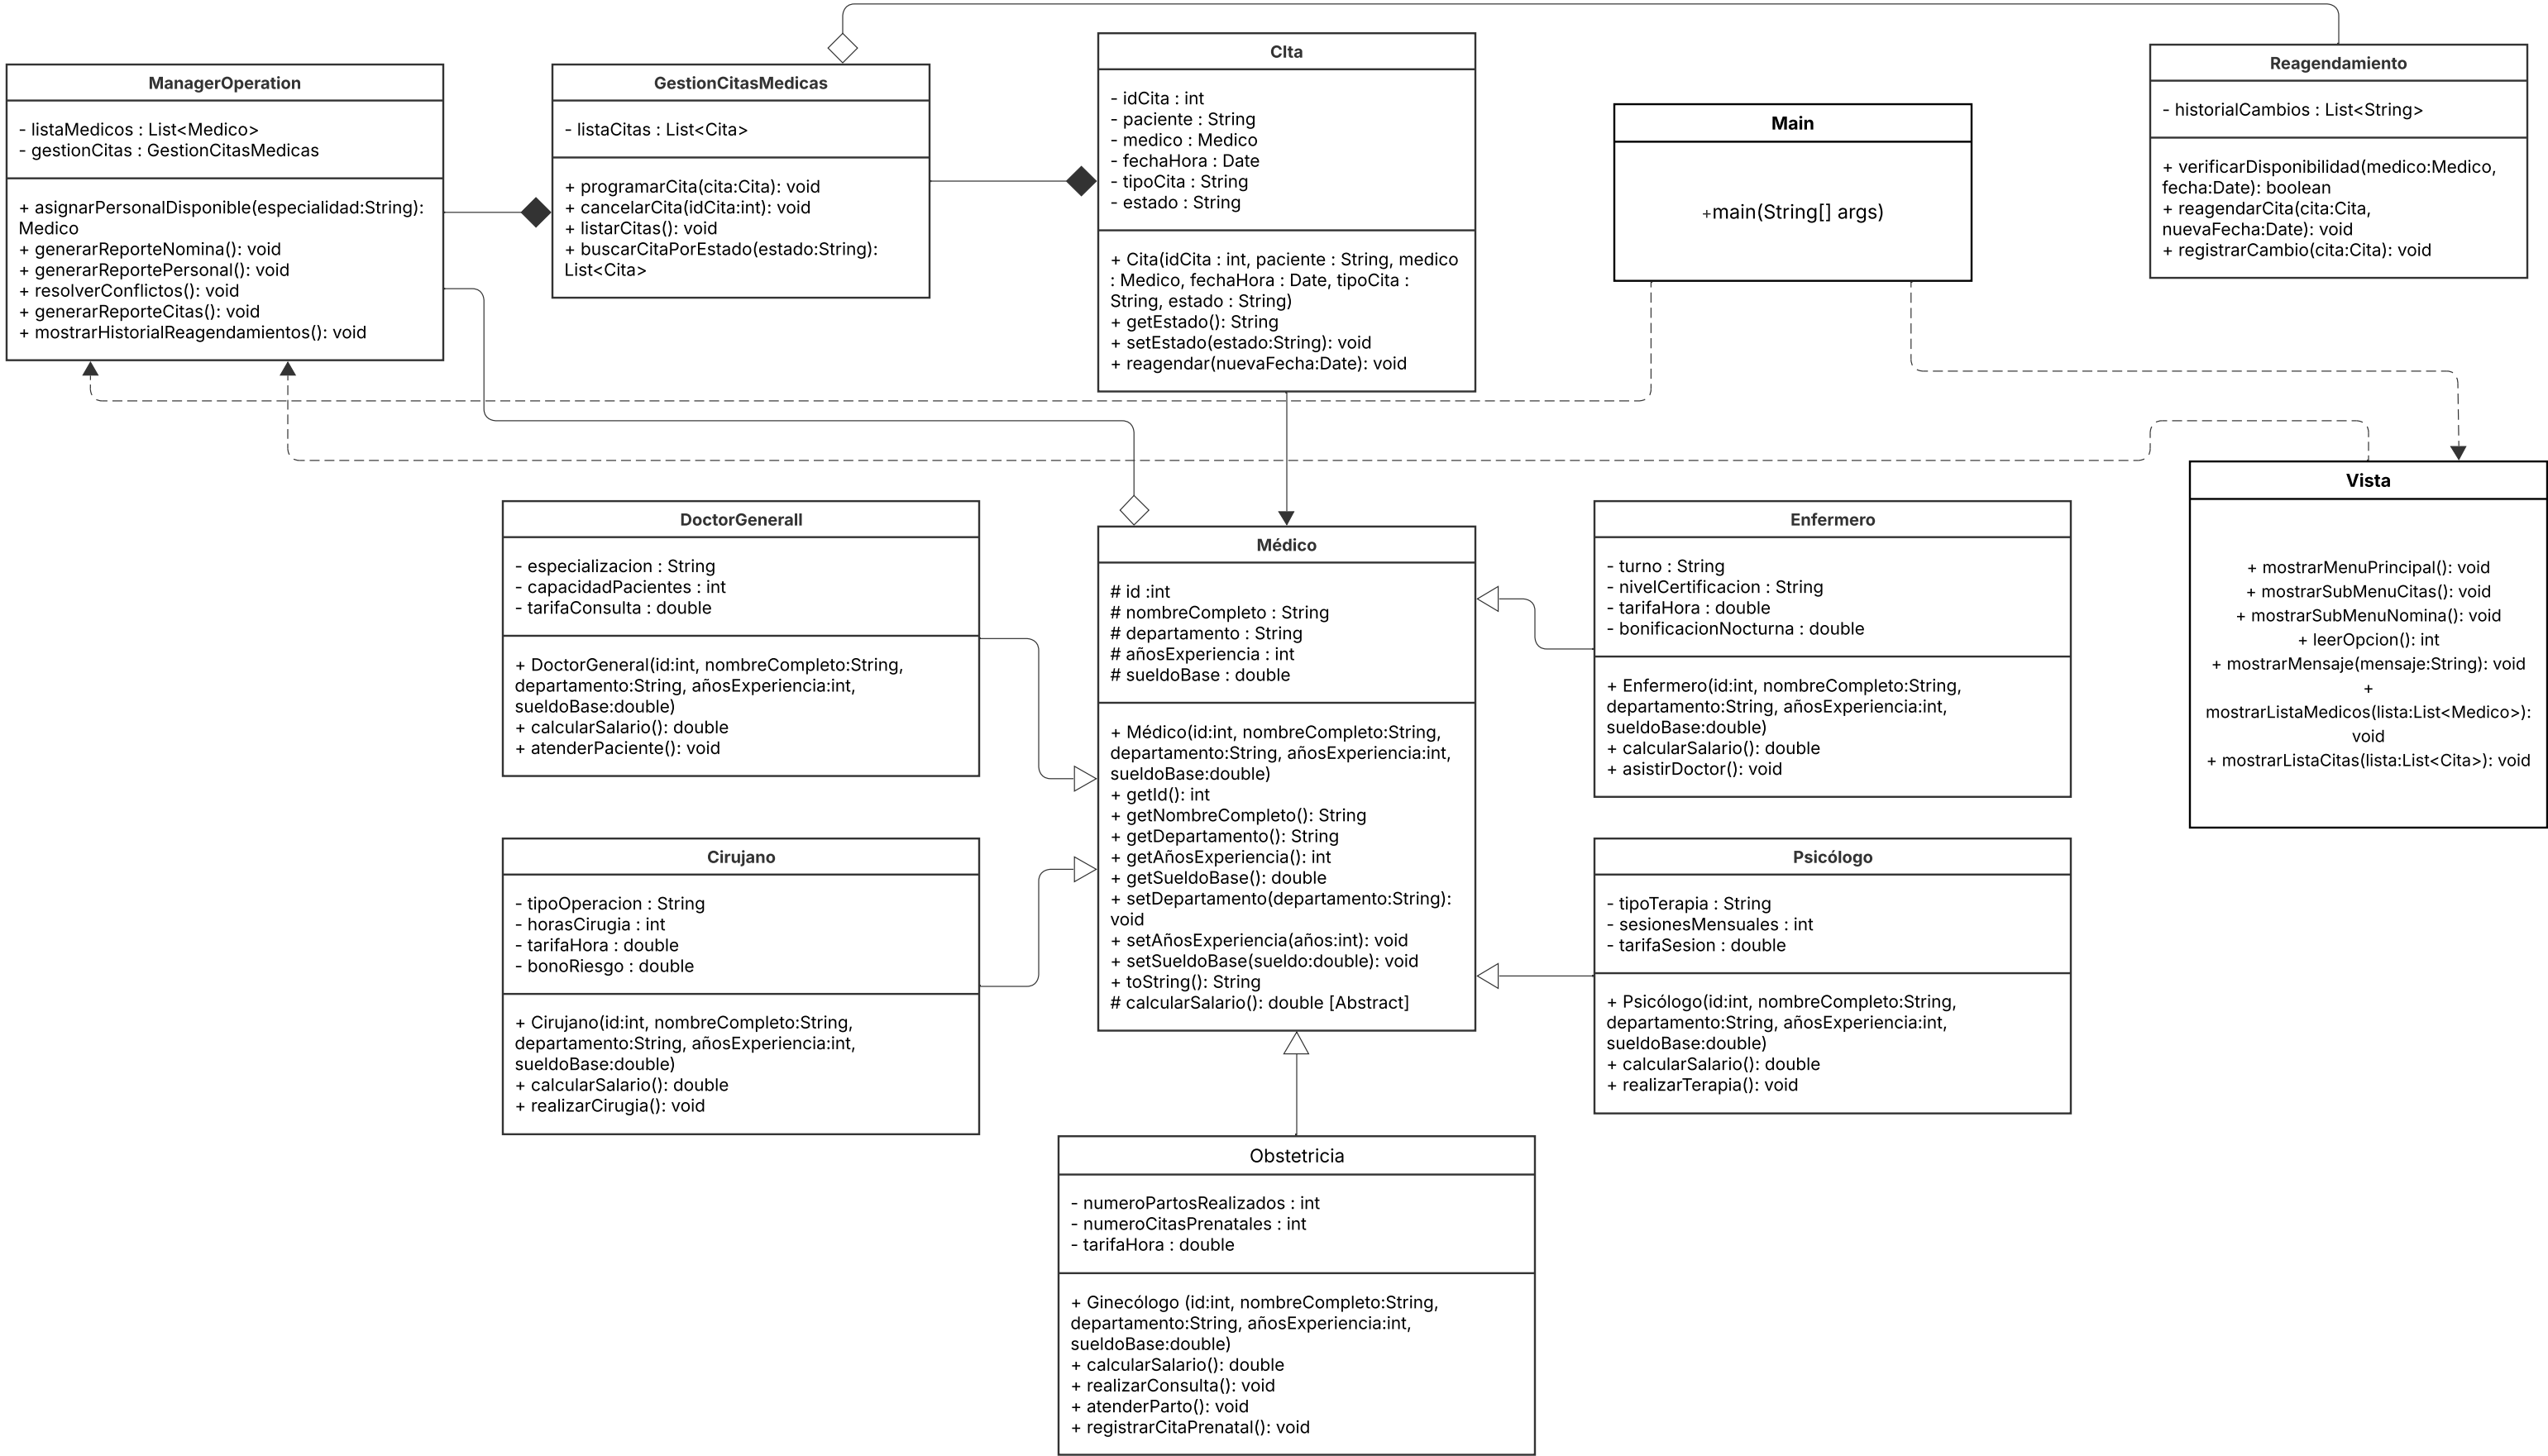 ManagerOperation
- listaMedicos : List<Medico>
- gestionCitas : GestionCitasMedicas
+ asignarPersonalDisponible(especialidad:String):
Medico
+ generarReporteNomina(): void
+ generarReportePersonal(): void
+ resolverConflictos(): void
+ generarReporteCitas(): void
+ mostrarHistorialReagendamientos(): void
GestionCitasMedicas
- listaCitas : List<Cita>
+ programarCita(cita:Cita): void
+ cancelarCita(idCita:int): void
+ listarCitas(): void
+ buscarCitaPorEstado(estado:String):
List<Cita>
CIta
- idCita : int
- paciente : String
- medico : Medico
- fechaHora : Date
- tipoCita : String
- estado : String
+ Cita(idCita : int, paciente : String, medico
: Medico, fechaHora : Date, tipoCita :
String, estado : String)
+ getEstado(): String
+ setEstado(estado:String): void
+ reagendar(nuevaFecha:Date): void
Main
+main(String[] args)
Reagendamiento
- historialCambios : List<String>
+ verificarDisponibilidad(medico:Medico,
fecha:Date): boolean
+ reagendarCita(cita:Cita,
nuevaFecha:Date): void
+ registrarCambio(cita:Cita): void
Vista
+ mostrarMenuPrincipal(): void
+ mostrarSubMenuCitas(): void
+ mostrarSubMenuNomina(): void
+ leerOpcion(): int
+ mostrarMensaje(mensaje:String): void
+
mostrarListaMedicos(lista:List<Medico>):
void
+ mostrarListaCitas(lista:List<Cita>): void
DoctorGenerall
- especializacion : String
- capacidadPacientes : int
- tarifaConsulta : double
+ DoctorGeneral(id:int, nombreCompleto:String,
departamento:String, añosExperiencia:int,
sueldoBase:double)
+ calcularSalario(): double
+ atenderPaciente(): void
Médico
# id :int
# nombreCompleto : String
# departamento : String
# añosExperiencia : int
# sueldoBase : double
+ Médico(id:int, nombreCompleto:String,
departamento:String, añosExperiencia:int,
sueldoBase:double)
+ getId(): int
+ getNombreCompleto(): String
+ getDepartamento(): String
+ getAñosExperiencia(): int
+ getSueldoBase(): double
+ setDepartamento(departamento:String):
void
+ setAñosExperiencia(años:int): void
+ setSueldoBase(sueldo:double): void
+ toString(): String
# calcularSalario(): double [Abstract]
Enfermero
- turno : String
- nivelCertificacion : String
- tarifaHora : double
- bonificacionNocturna : double
+ Enfermero(id:int, nombreCompleto:String,
departamento:String, añosExperiencia:int,
sueldoBase:double)
+ calcularSalario(): double
+ asistirDoctor(): void
Cirujano
- tipoOperacion : String
- horasCirugia : int
- tarifaHora : double
- bonoRiesgo : double
+ Cirujano(id:int, nombreCompleto:String,
departamento:String, añosExperiencia:int,
sueldoBase:double)
+ calcularSalario(): double
+ realizarCirugia(): void
Psicólogo
- tipoTerapia : String
- sesionesMensuales : int
- tarifaSesion : double
+ Psicólogo(id:int, nombreCompleto:String,
departamento:String, añosExperiencia:int,
sueldoBase:double)
+ calcularSalario(): double
+ realizarTerapia(): void
Obstetricia
- numeroPartosRealizados : int
- numeroCitasPrenatales : int
- tarifaHora : double
+ Ginecólogo (id:int, nombreCompleto:String,
departamento:String, añosExperiencia:int,
sueldoBase:double)
+ calcularSalario(): double
+ realizarConsulta(): void
+ atenderParto(): void
+ registrarCitaPrenatal(): void